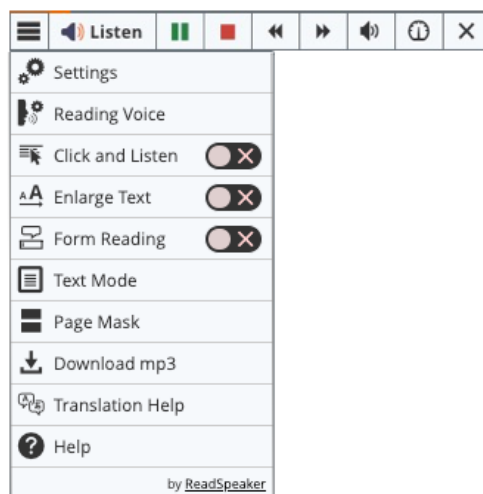 Listen
Settings
Reading Voice
Click and Listen
Enlarge Text
Form Reading
Text Mode
Page Mask
Download mp3
Translation Help
Help
by ReadSpeaker